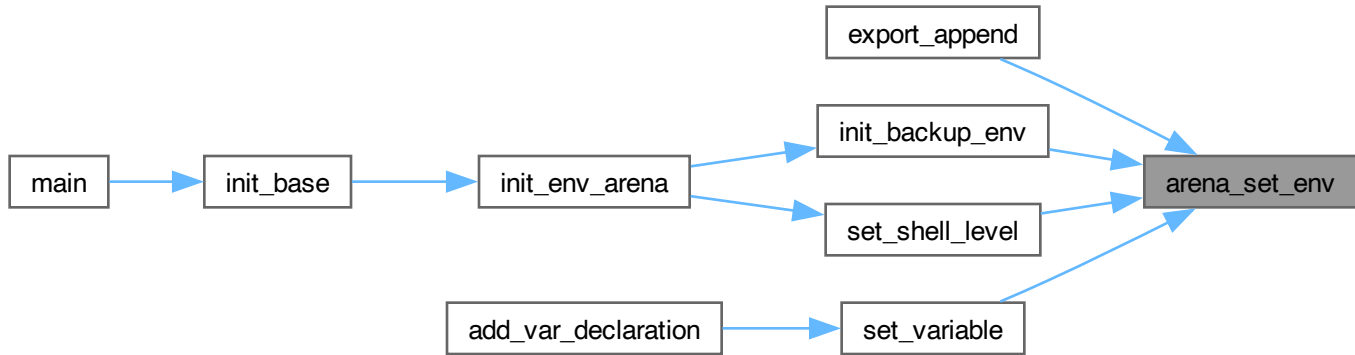 export_append
init_backup_env
main
init_base
init_env_arena
arena_set_env
set_shell_level
add_var_declaration
set_variable